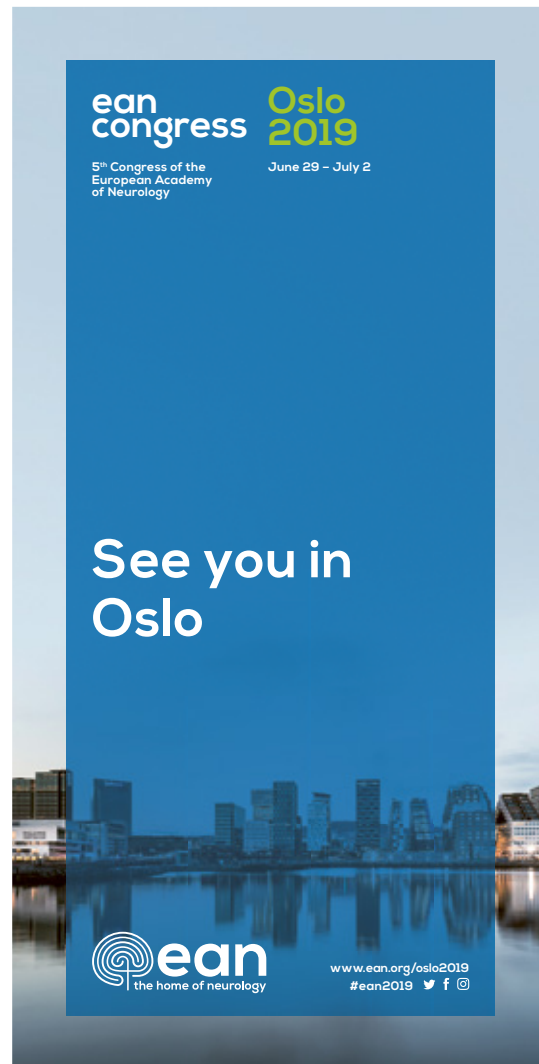 ean
congress
5th Congress of the
European Academy
of Neurology
Oslo
2019
June 29 – July 2
See you in
Oslo
ean
the home of neurology
www.ean.org/oslo2019
#ean2019